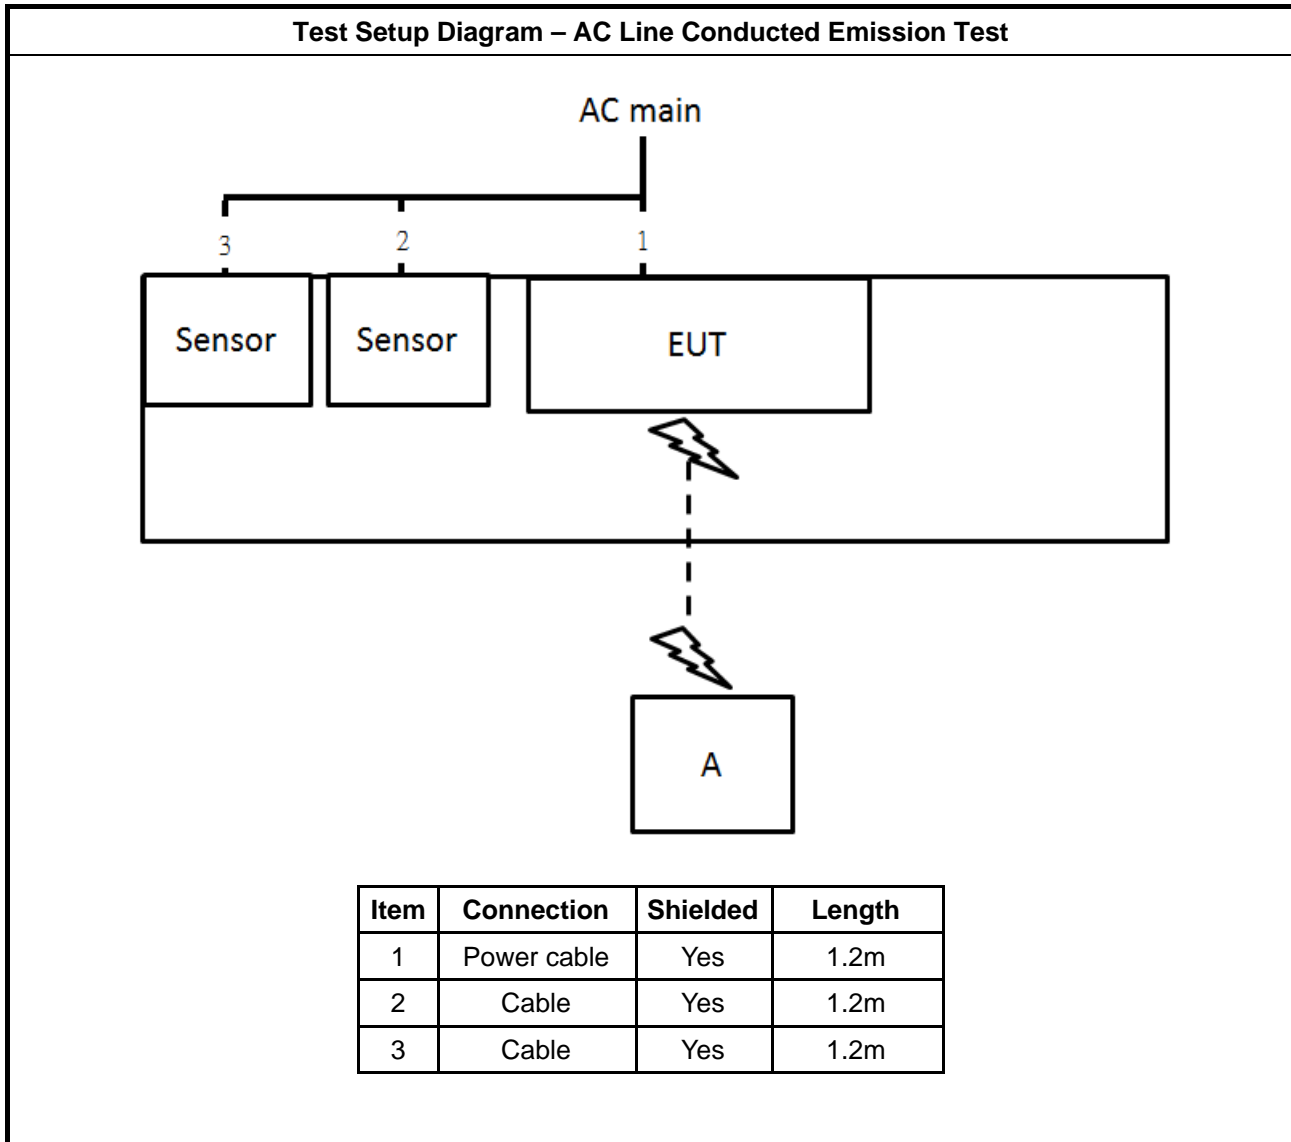 Test Setup Diagram – AC Line Conducted Emission Test
AC main
3 2 1
Sensor Sensor EUT
A
Item Connection Shielded Length
1 Power cable Yes 1.2m
2 Cable Yes 1.2m
3 Cable Yes 1.2m